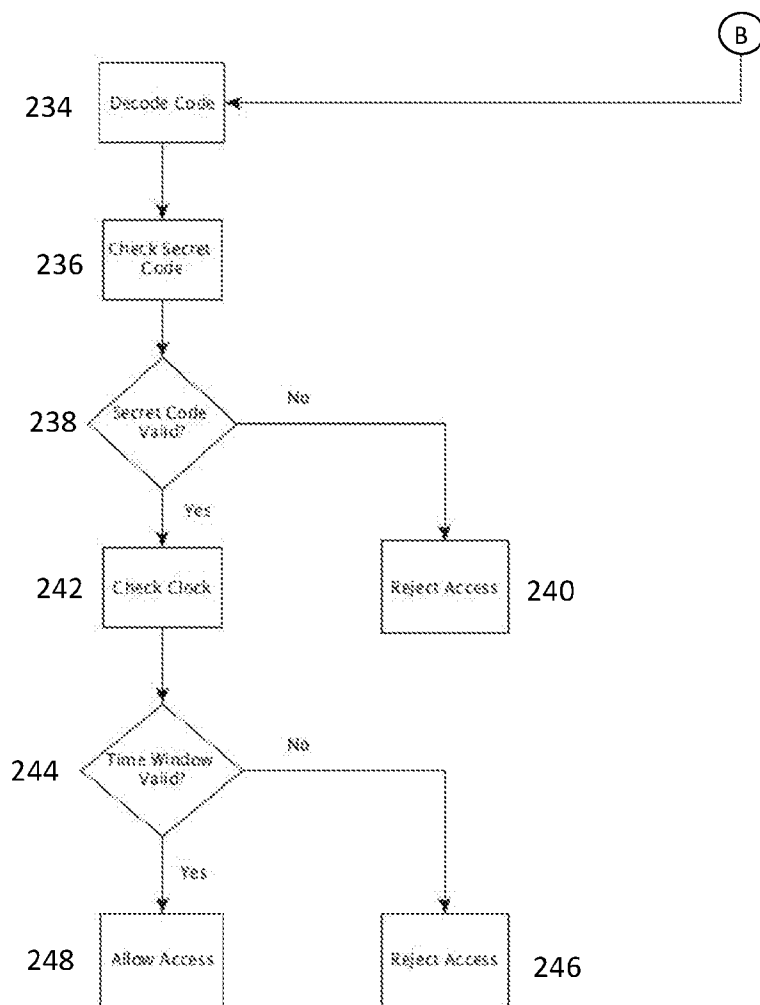 B
234
Decode Code
236
Check Secret
Code
238
Secret Code
Valid?
No
Yes
242
Check Clock
Reject Access
240
244
Time Window
Valid?
No
Yes
248
Allow Access
Reject Access
246